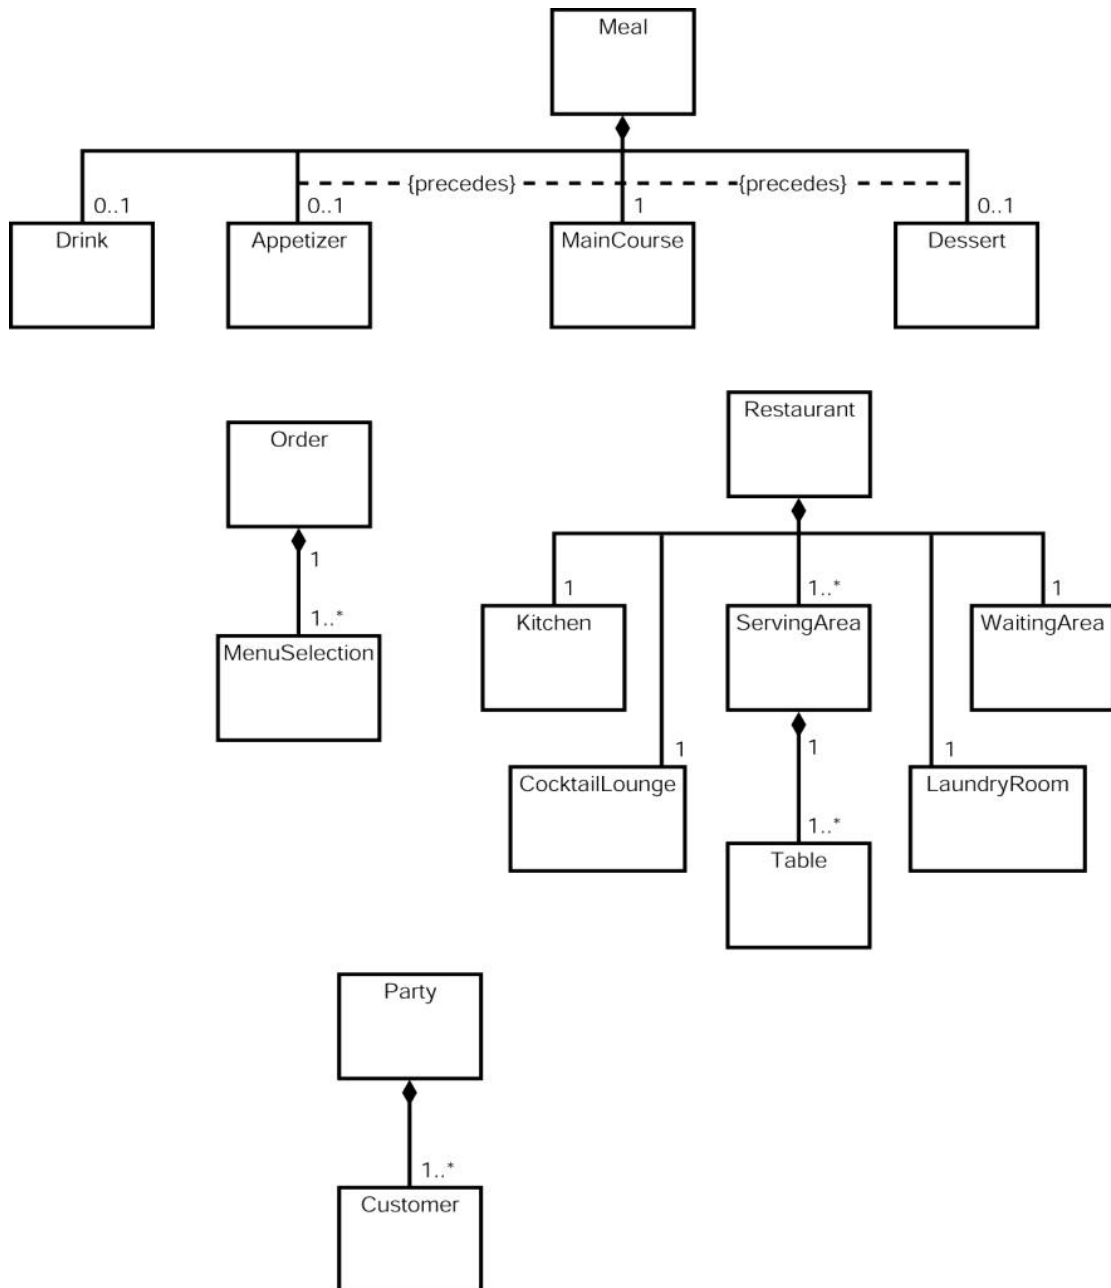 Meal
{precedes} {precedes}
0..1 0..1 1 0..1
Drink Appetizer MainCourse Dessert
Restaurant
Order
1
1..*
MenuSelection
1 1..* 1
Kitchen ServingArea WaitingArea
1 1 1
CocktailLounge LaundryRoom
1..*
Table
Party
1..*
Customer